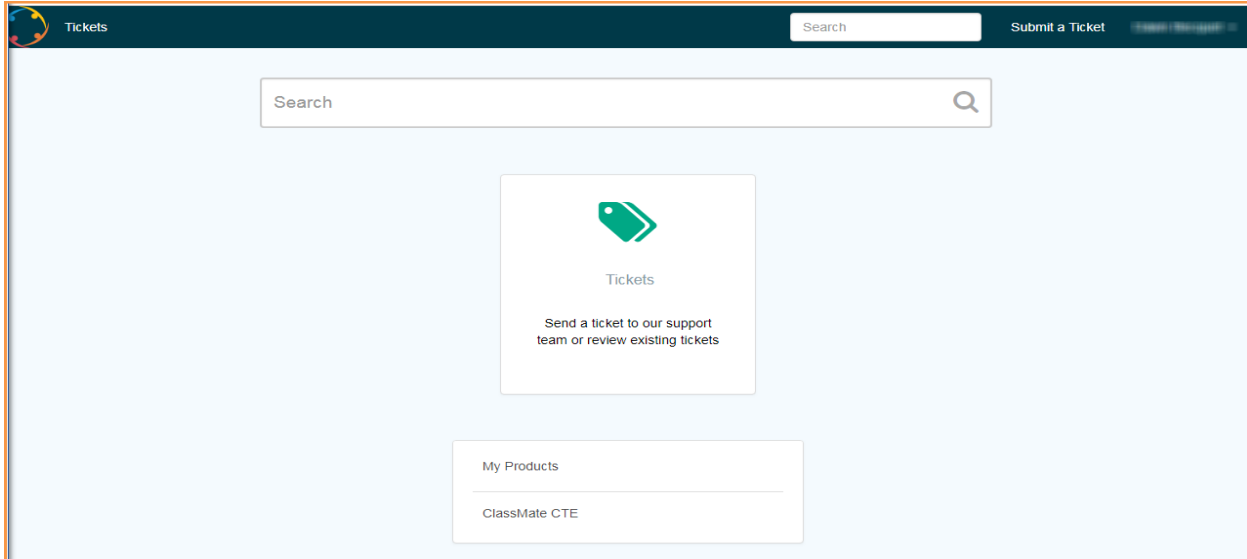 Tickets
Search
Submit a Ticket
Search
Tickets
Send a ticket to our support
team or review existing tickets
My Products
ClassMate CTE